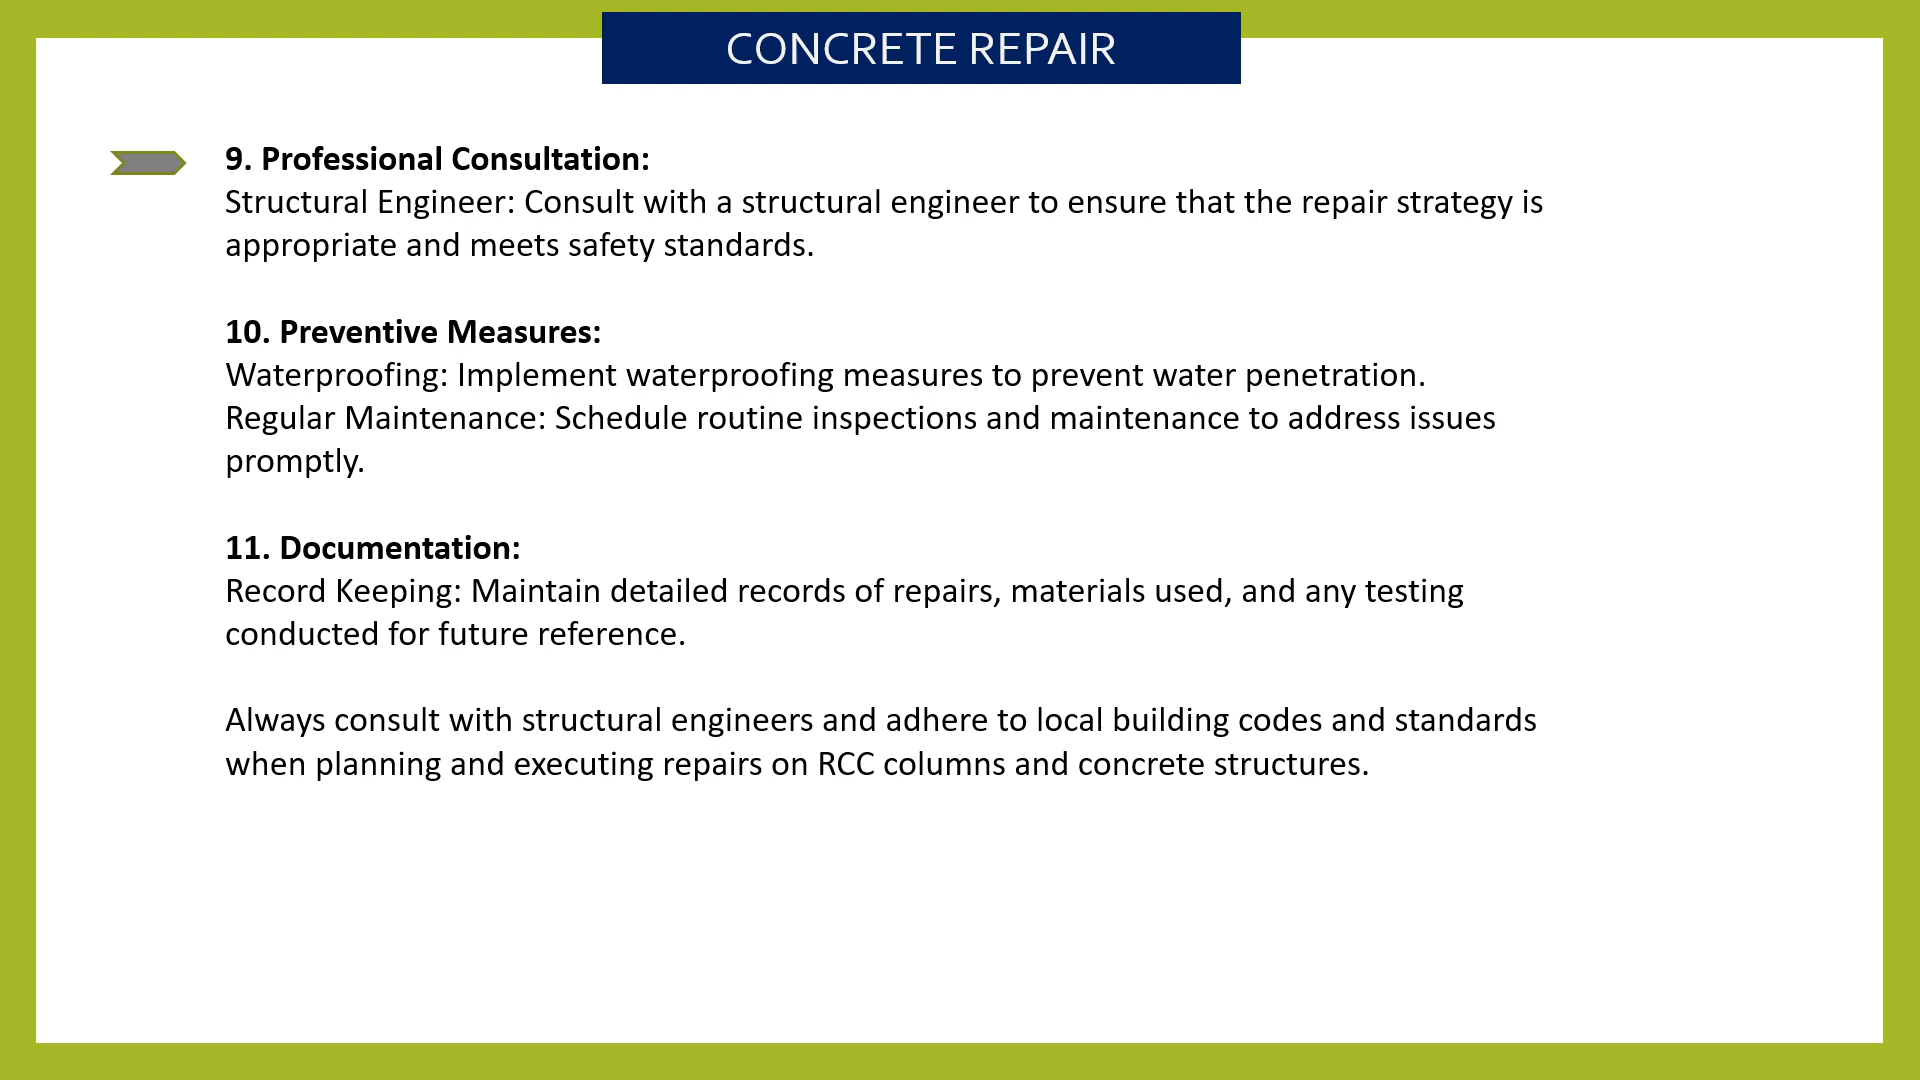 CONCRETE REPAIR
9. Professional Consultation:
Structural Engineer: Consult with a structural engineer to ensure that the repair strategy is
appropriate and meets safety standards.
10. Preventive Measures:
Waterproofing: Implement waterproofing measures to prevent water penetration.
Regular Maintenance: Schedule routine inspections and maintenance to address issues
promptly.
11. Documentation:
Record Keeping: Maintain detailed records of repairs, materials used, and any testing
conducted for future reference.
Always consult with structural engineers and adhere to local building codes and standards
when planning and executing repairs on RCC columns and concrete structures.